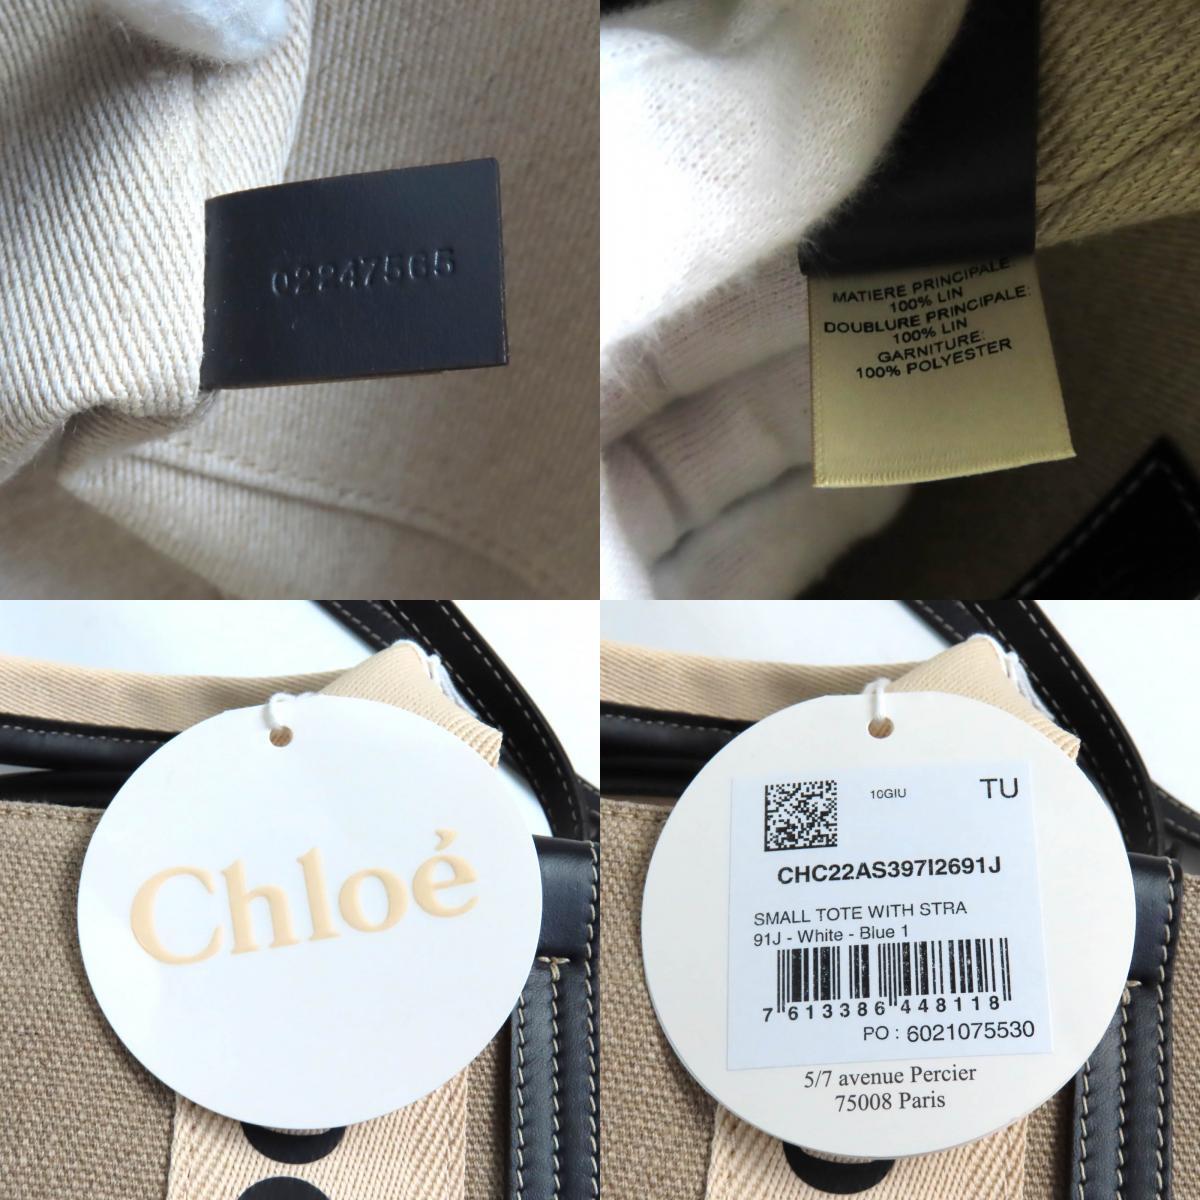 02247565
MATIERE PRINCIPALE
100% LIN
DOUBLURE PRINCIPALE:
100% LIN
GARNITURE:
100% POLYESTER
Chloé
10GIU
TU
CHC22AS397I2691J
SMALL TOTE WITH STRA
91J - White - Blue 1
7 613386 448118
PO : 6021075530
5/7 avenue Percier
75008 Paris